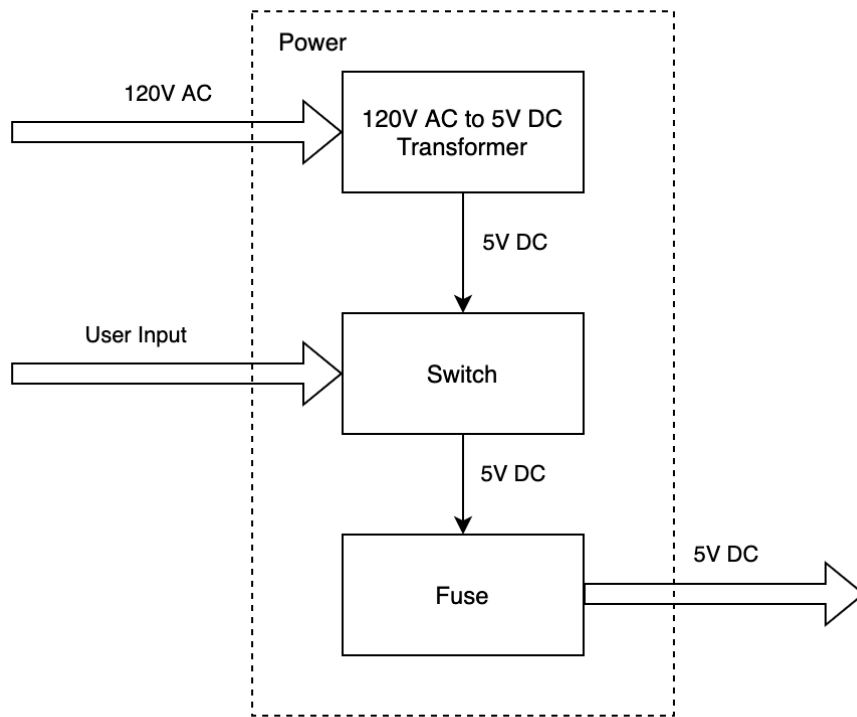 Power
120V AC
120V AC to 5V DC
Transformer
5V DC
User Input
Switch
5V DC
Fuse
5V DC